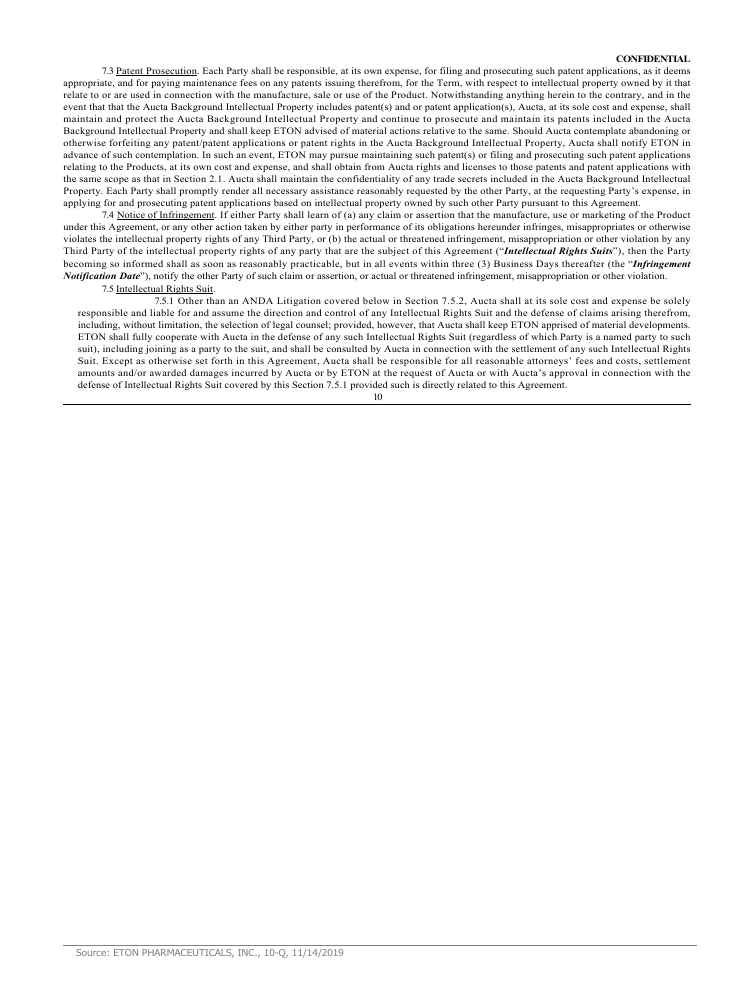 CONFIDENTIAL
7.3 Patent Prosecution. Each Party shall be responsible, at its own expense, for filing and prosecuting such patent applications, as it deems
appropriate, and for paying maintenance fees on any patents issuing therefrom, for the Term, with respect to intellectual property owned by it that
relate to or are used in connection with the manufacture, sale or use of the Product. Notwithstanding anything herein to the contrary, and in the
event that that the Aucta Background Intellectual Property includes patent(s) and or patent application(s), Aucta, at its sole cost and expense, shall
maintain and protect the Aucta Background Intellectual Property and continue to prosecute and maintain its patents included in the Aucta
Background Intellectual Property and shall keep ETON advised of material actions relative to the same. Should Aucta contemplate abandoning or
otherwise forfeiting any patent/patent applications or patent rights in the Aucta Background Intellectual Property, Aucta shall notify ETON in
advance of such contemplation. In such an event, ETON may pursue maintaining such patent(s) or filing and prosecuting such patent applications
relating to the Products, at its own cost and expense, and shall obtain from Aucta rights and licenses to those patents and patent applications with
the same scope as that in Section 2.1. Aucta shall maintain the confidentiality of any trade secrets included in the Aucta Background Intellectual
Property. Each Party shall promptly render all necessary assistance reasonably requested by the other Party, at the requesting Party’s expense, in
applying for and prosecuting patent applications based on intellectual property owned by such other Party pursuant to this Agreement.
7.4 Notice of Infringement. If either Party shall learn of (a) any claim or assertion that the manufacture, use or marketing of the Product
under this Agreement, or any other action taken by either party in performance of its obligations hereunder infringes, misappropriates or otherwise
violates the intellectual property rights of any Third Party, or (b) the actual or threatened infringement, misappropriation or other violation by any
Third Party of the intellectual property rights of any party that are the subject of this Agreement (“Intellectual Rights Suits”), then the Party
becoming so informed shall as soon as reasonably practicable, but in all events within three (3) Business Days thereafter (the “Infringement
Notification Date”), notify the other Party of such claim or assertion, or actual or threatened infringement, misappropriation or other violation.
7.5 Intellectual Rights Suit.
7.5.1 Other than an ANDA Litigation covered below in Section 7.5.2, Aucta shall at its sole cost and expense be solely
responsible and liable for and assume the direction and control of any Intellectual Rights Suit and the defense of claims arising therefrom,
including, without limitation, the selection of legal counsel; provided, however, that Aucta shall keep ETON apprised of material developments.
ETON shall fully cooperate with Aucta in the defense of any such Intellectual Rights Suit (regardless of which Party is a named party to such
suit), including joining as a party to the suit, and shall be consulted by Aucta in connection with the settlement of any such Intellectual Rights
Suit. Except as otherwise set forth in this Agreement, Aucta shall be responsible for all reasonable attorneys’ fees and costs, settlement
amounts and/or awarded damages incurred by Aucta or by ETON at the request of Aucta or with Aucta’s approval in connection with the
defense of Intellectual Rights Suit covered by this Section 7.5.1 provided such is directly related to this Agreement.
10
Source: ETON PHARMACEUTICALS, INC., 10-Q, 11/14/2019